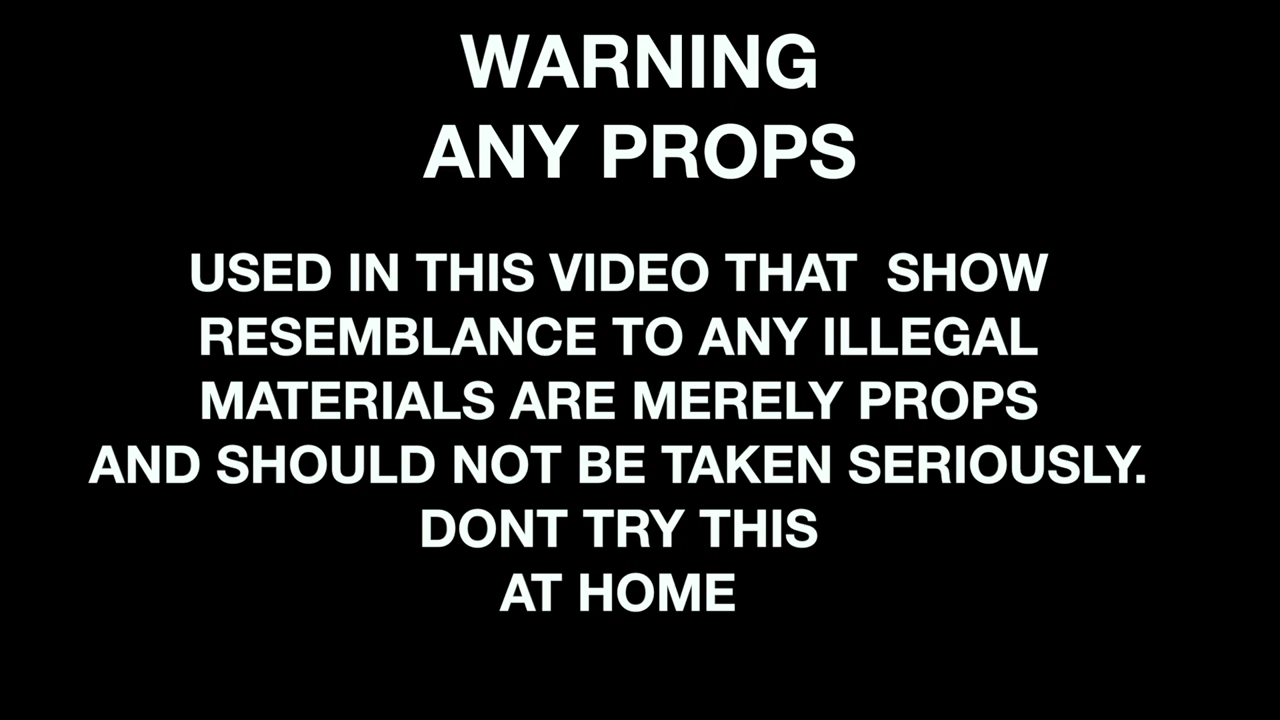 WARNING
ANY PROPS
USED IN THIS VIDEO THAT  SHOW
RESEMBLANCE TO ANY ILLEGAL
MATERIALS ARE MERELY PROPS
AND SHOULD NOT BE TAKEN SERIOUSLY.
DONT TRY THIS
AT HOME